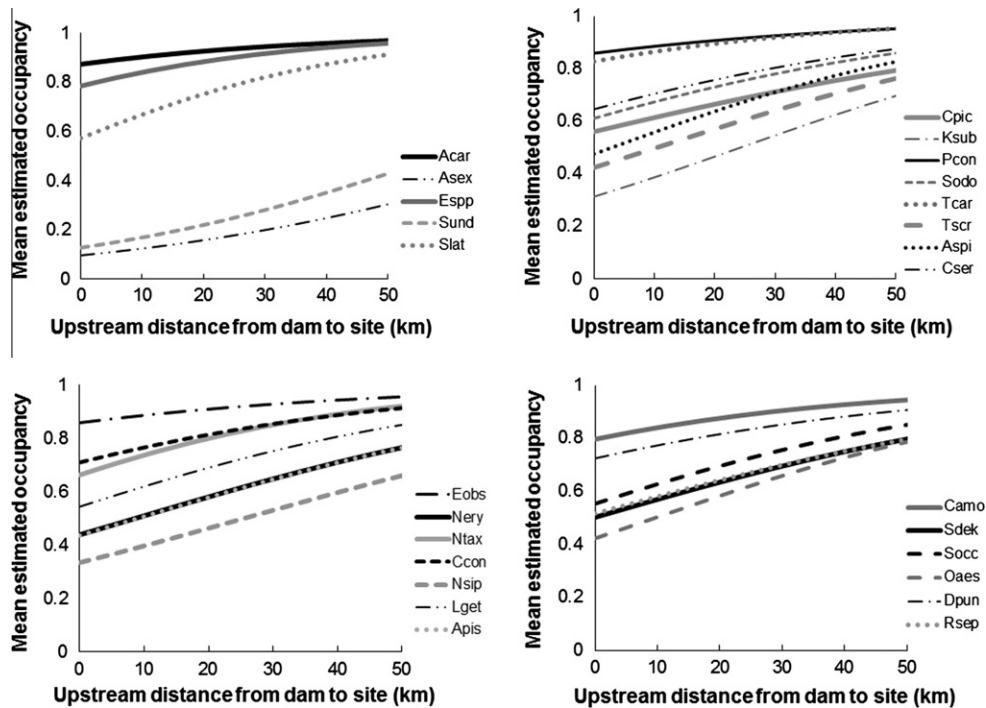 Mean estimated occupancy
1
0.8
0.6
0.4
0.2
0
0 10 20 30 40 50
Upstream distance from dam to site (km)
Acar
Asex
Espp
Sund
Slat
Mean estimated occupancy
1
0.8
0.6
0.4
0.2
0
0 10 20 30 40 50
Upstream distance from dam to site (km)
Cpic
Ksub
Pcon
Sodo
Tcar
Tscr
Aspi
Cser
Mean estimated occupancy
1
0.8
0.6
0.4
0.2
0
0 10 20 30 40 50
Upstream distance from dam to site (km)
Eobs
Nery
Ntax
Ccon
Nsip
Lget
Apis
Mean estimated occupancy
1
0.8
0.6
0.4
0.2
0
0 10 20 30 40 50
Upstream distance from dam to site (km)
Camo
Sdek
Socc
Oaes
Dpun
Rsep